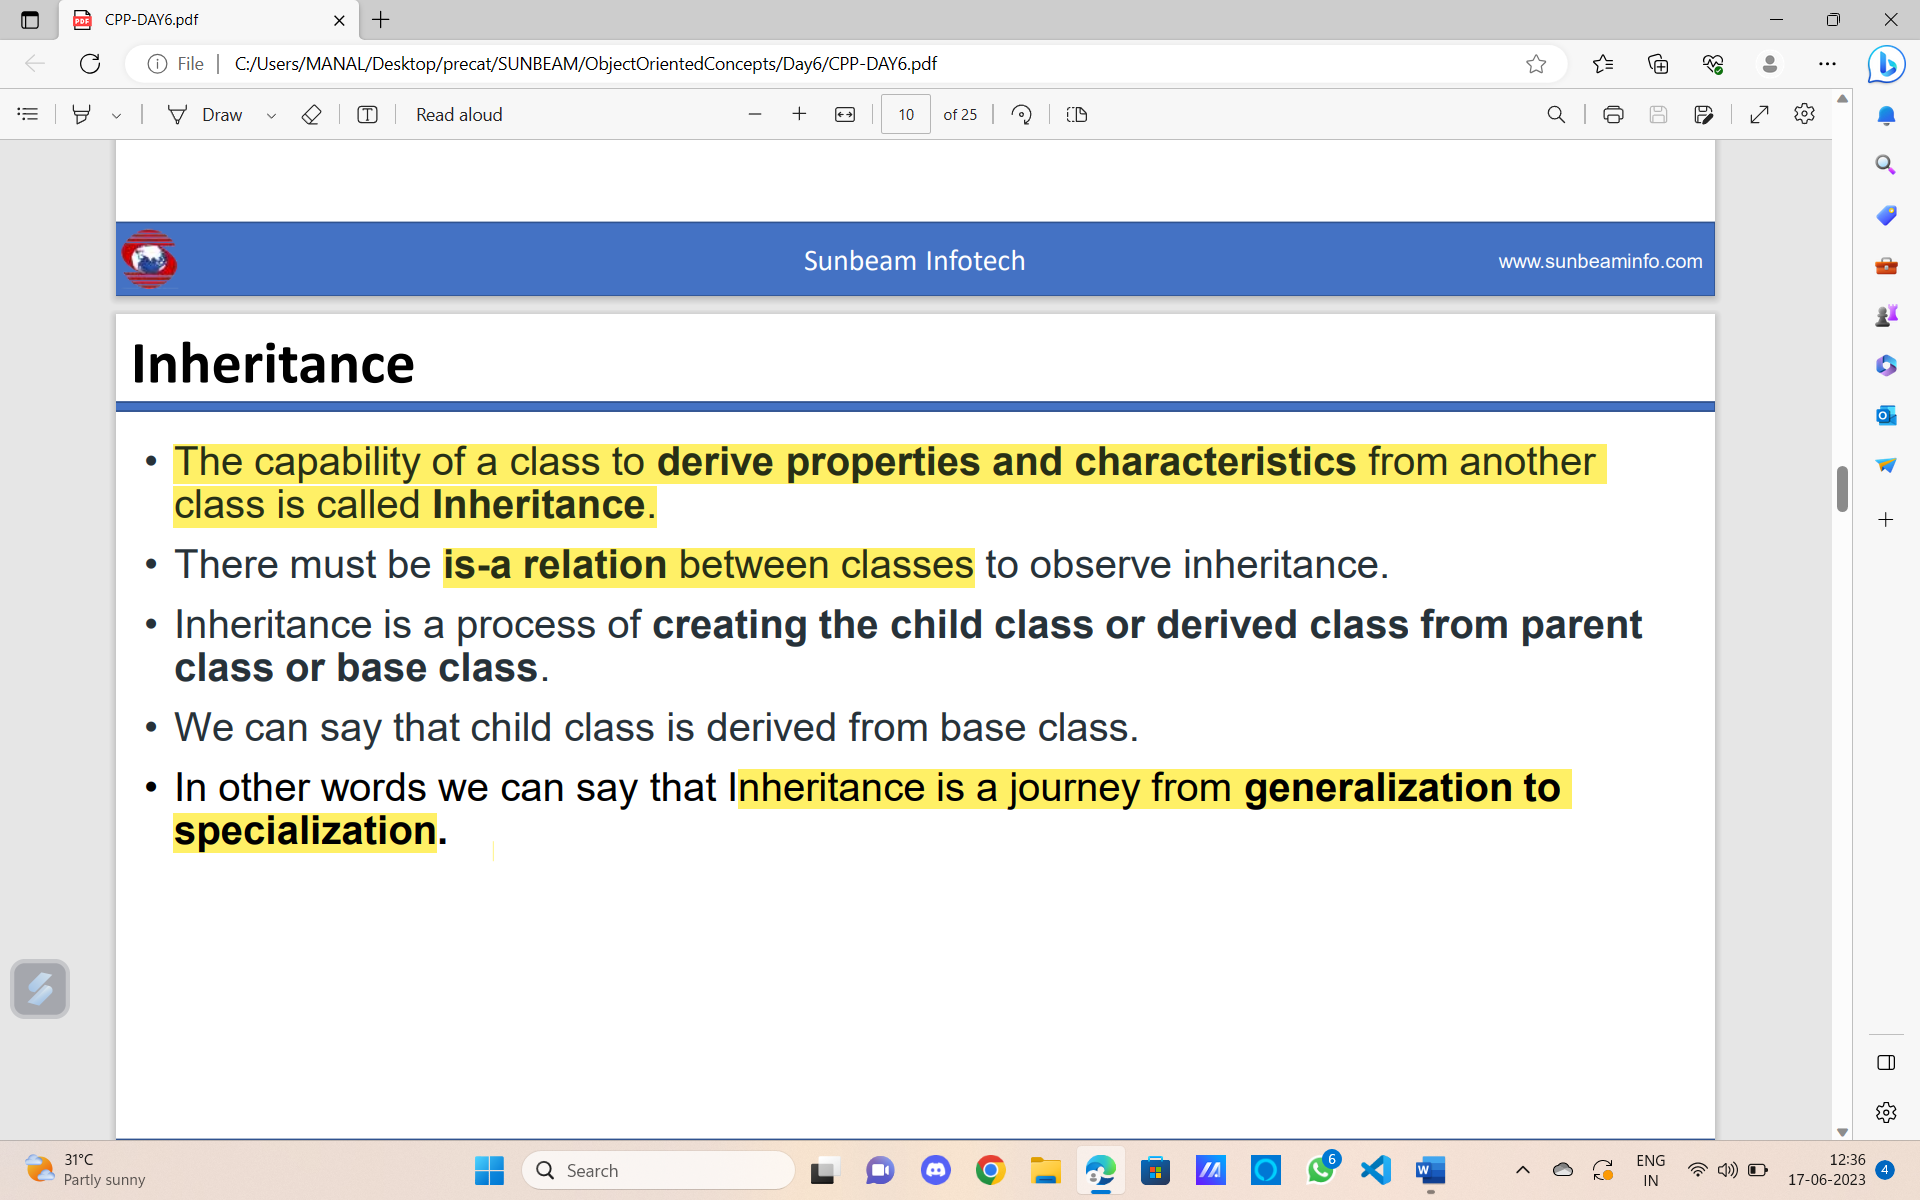 CPP-DAY6.pdf
File
C:/Users/MANAL/Desktop/precat/SUNBEAM/ObjectOrientedConcepts/Day6/CPP-DAY6.pdf
Draw
Read aloud
10 of 25
Sunbeam Infotech
www.sunbeaminfo.com
Inheritance
• The capability of a class to derive properties and characteristics from another
class is called Inheritance.
• There must be is-a relation between classes to observe inheritance.
• Inheritance is a process of creating the child class or derived class from parent
class or base class.
• We can say that child class is derived from base class.
• In other words we can say that Inheritance is a journey from generalization to
specialization.
31°C
Partly sunny
Search
6
ENG
IN
12:36
17-06-2023
4